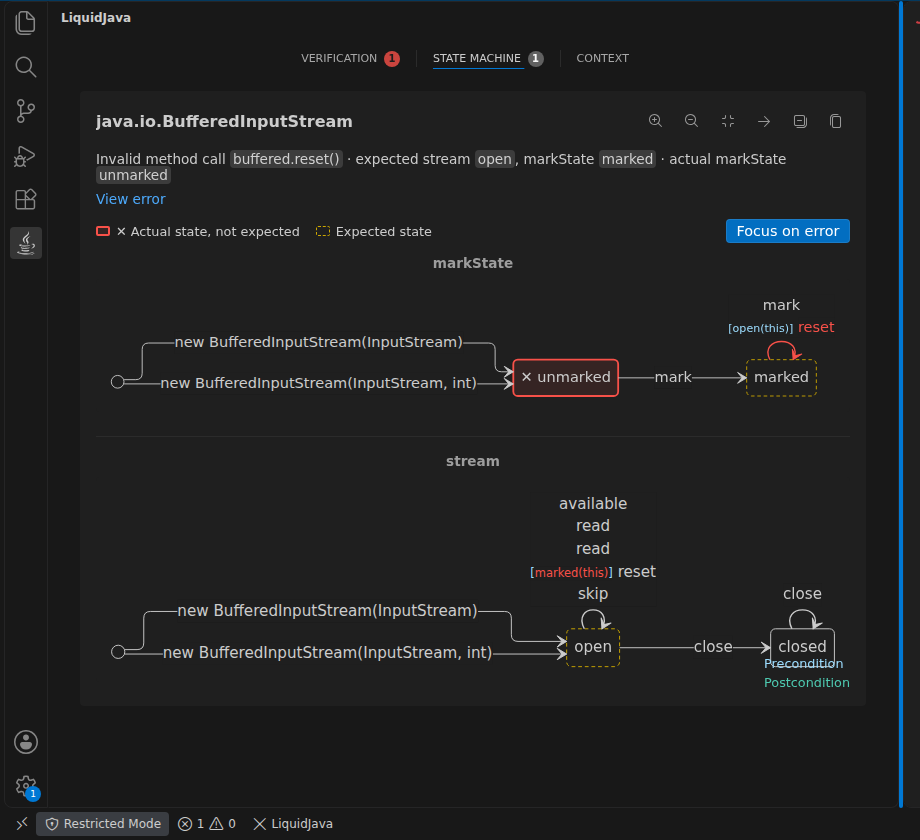 LiquidJava
VERIFICATION 1
STATE MACHINE 1
CONTEXT
java.io.BufferedInputStream
Invalid method call buffered.reset() · expected stream open, markState marked · actual markState
unmarked
View error
✕ Actual state, not expected
Expected state
Focus on error
markState
mark
[open(this)] reset
new BufferedInputStream(InputStream)
new BufferedInputStream(InputStream, int)
✕ unmarked
mark
marked
stream
available
read
read
[marked(this)] reset
skip
close
new BufferedInputStream(InputStream)
new BufferedInputStream(InputStream, int)
open
close
closed
Precondition
Postcondition
1
Restricted Mode
1
0
LiquidJava